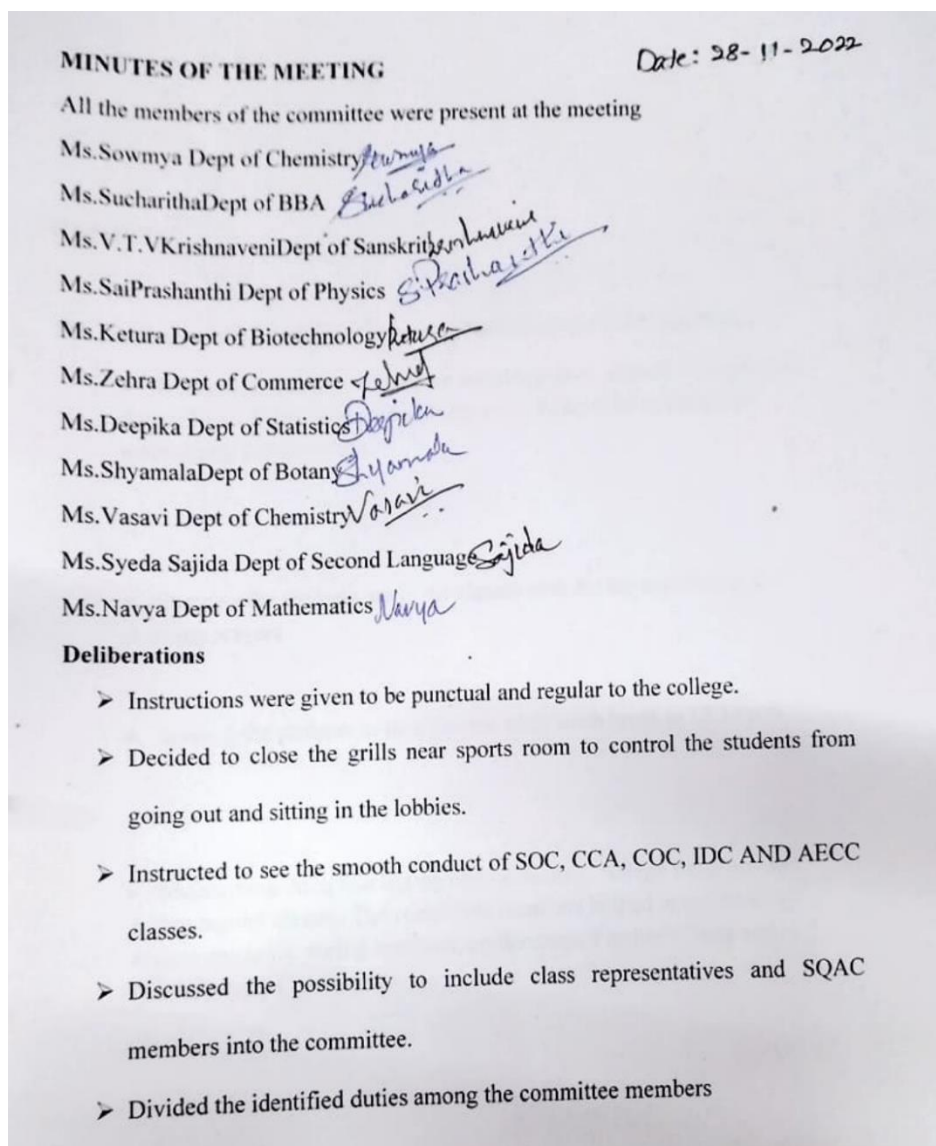 MINUTES OF THE MEETING Date: 28-11-2022
All the members of the committee were present at the meeting
Ms.Sowmya Dept of Chemistry Sowmya
Ms.SucharithaDept of BBA
Ms.V.T.VKrishnaveniDept of Sanskrit
Ms.SaiPrashanthi Dept of Physics
Ms.Ketura Dept of Biotechnology
Ms.Zehra Dept of Commerce
Ms.Deepika Dept of Statistics Deepika
Ms.ShyamalaDept of Botany Shyamala
Ms.Vasavi Dept of Chemistry Vasavi
Ms.Syeda Sajida Dept of Second Language Sajida
Ms.Navya Dept of Mathematics Navya
Deliberations
➢ Instructions were given to be punctual and regular to the college.
➢ Decided to close the grills near sports room to control the students from
going out and sitting in the lobbies.
➢ Instructed to see the smooth conduct of SOC, CCA, COC, IDC AND AECC
classes.
➢ Discussed the possibility to include class representatives and SQAC
members into the committee.
➢ Divided the identified duties among the committee members